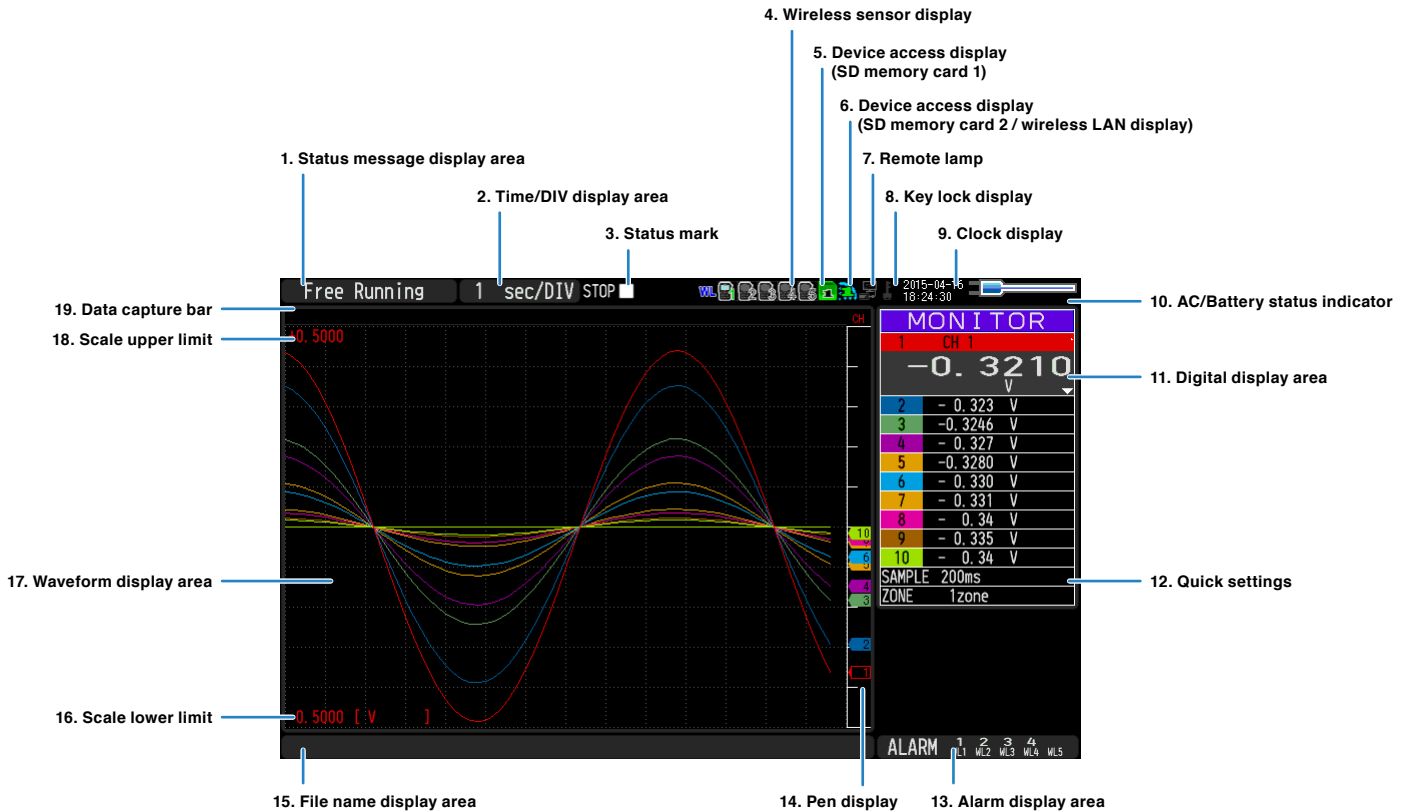 4. Wireless sensor display
5. Device access display
(SD memory card 1)
6. Device access display
(SD memory card 2 / wireless LAN display)
1. Status message display area
7. Remote lamp
2. Time/DIV display area
8. Key lock display
3. Status mark
9. Clock display
Free Running
1 sec/DIV
STOP
WL 1 2 3 4 5
1
2015-04-16
18:24:30
19. Data capture bar
10. AC/Battery status indicator
CH
MONITOR
18. Scale upper limit
+0.5000
1 CH 1
-0.3210
V
11. Digital display area
2 - 0.323 V
3 -0.3246 V
4 - 0.327 V
5 -0.3280 V
6 - 0.330 V
7 - 0.331 V
8 - 0.34 V
9 - 0.335 V
10 - 0.34 V
10
6
5
4
3
2
1
17. Waveform display area
SAMPLE 200ms
ZONE 1zone
12. Quick settings
16. Scale lower limit
-0.5000 [ V ]
ALARM 1 2 3 4
WL1 WL2 WL3 WL4 WL5
15. File name display area
14. Pen display
13. Alarm display area